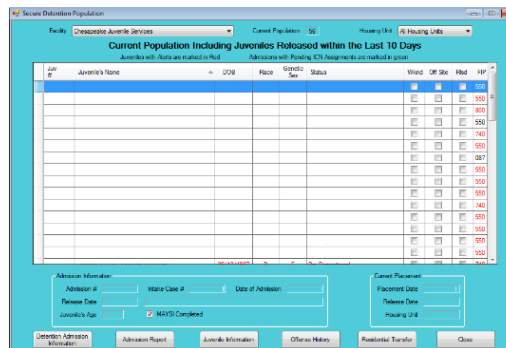 Secure Detention Population
Facility Chesapeake Juvenile Services Current Population 56 Housing Unit All Housing Units
Current Population Including Juveniles Released within the Last 10 Days
Juveniles with Alerts are marked in Red Admissions with Pending ICN Assignments are marked in green
Juv # Juvenile's Name DOB Race Genetic Sex Status Wknd Off Site Rlsd FIP
550
550
800
550
740
550
087
550
550
740
550
550
550
Admission Information Current Placement
Admission # Intake Case # Date of Admission Placement Date
Release Date Release Date
Juvenile's Age MAYSI Completed Housing Unit
Detention Admission Information Admission Report Juvenile Information Offense History Residential Transfer Close